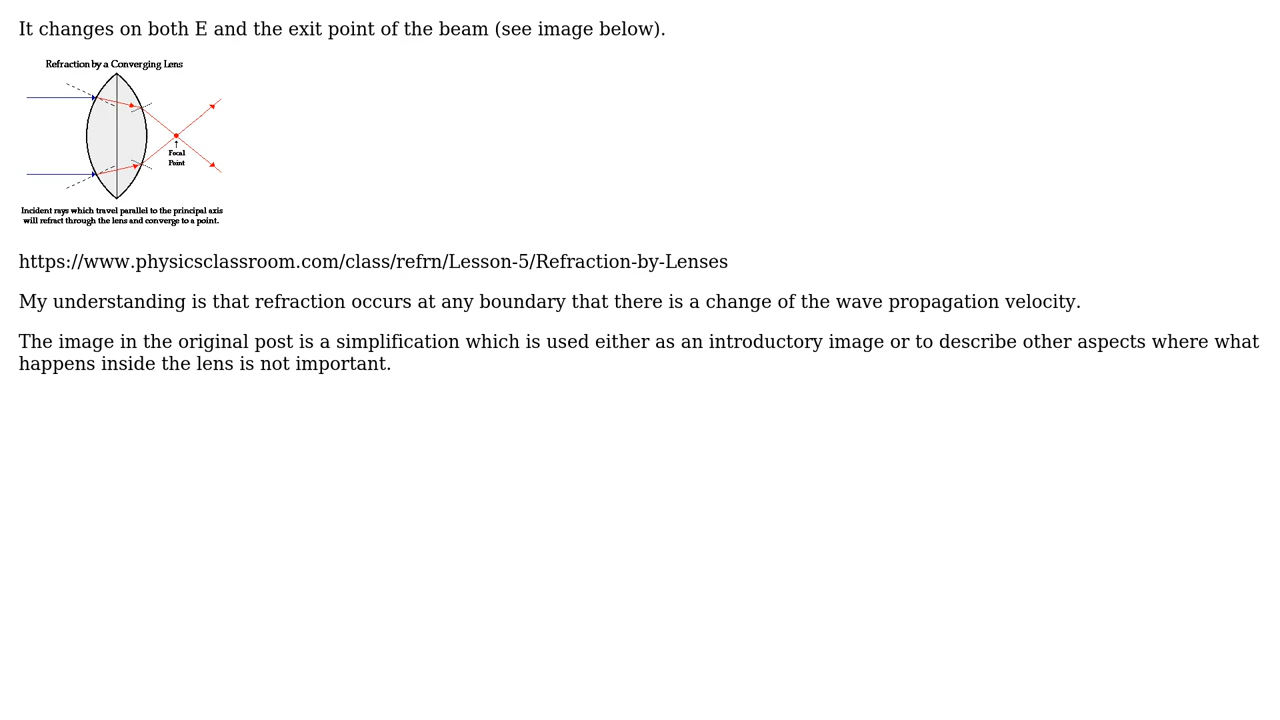 It changes on both E and the exit point of the beam (see image below).
Refraction by a Converging Lens
Focal
Point
Incident rays which travel parallel to the principal axis
will refract through the lens and converge to a point.
https://www.physicsclassroom.com/class/refrn/Lesson-5/Refraction-by-Lenses
My understanding is that refraction occurs at any boundary that there is a change of the wave propagation velocity.
The image in the original post is a simplification which is used either as an introductory image or to describe other aspects where what
happens inside the lens is not important.